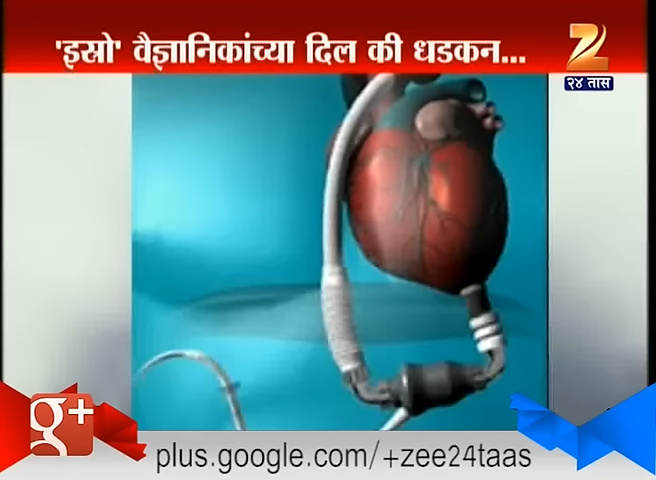 'इस्रो' वैज्ञानिकांच्या दिल की धडकन...
२४ तास
g+
plus.google.com/+zee24taas